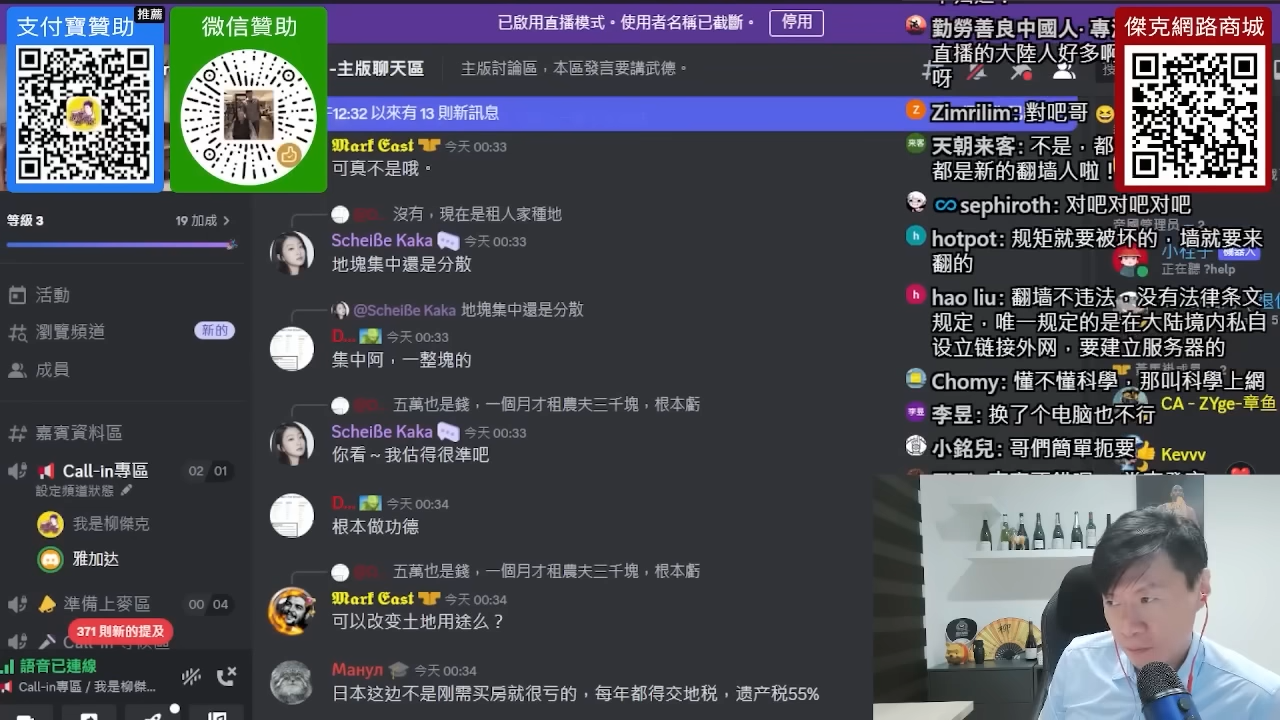 支付寶贊助
推薦
微信贊助
已啟用直播模式。使用者名稱已截斷。
停用
傑克網路商城
-主版聊天區
主版討論區，本區發言要講武德。
12:32 以來有 13 則新訊息
Mark East 今天 00:33
可真不是哦。
沒有，現在是租人家種地
Scheiße Kaka 今天 00:33
地塊集中還是分散
@Scheiße Kaka 地塊集中還是分散
D... 今天 00:33
集中阿，一整塊的
五萬也是錢，一個月才租農夫三千塊，根本虧
Scheiße Kaka 今天 00:33
你看～我估得很準吧
D... 今天 00:34
根本做功德
五萬也是錢，一個月才租農夫三千塊，根本虧
Mark East 今天 00:34
可以改变土地用途么？
Манул 今天 00:34
日本这边不是刚需买房就很亏的，每年都得交地税，遗产税55%
等級 3
19 加成
活動
瀏覽頻道
新的
成員
嘉賓資料區
Call-in專區
02 01
設定頻道狀態
我是柳傑克
雅加达
準備上麥區
00 04
371 則新的提及
語音已連線
Call-in專區 / 我是柳傑...
勤勞善良中國人
直播的大陸人好多啊
呀
Zimrilim: 對吧哥
天朝来客: 不是．都
都是新的翻墙人啦！
sephiroth: 对吧对吧对吧
hotpot: 规矩就要被坏的．墙就要来
翻的
小桂子
機器人
正在聽 ?help
hao liu: 翻墙不违法。没有法律条文
规定．唯一规定的是在大陆境内私自
设立链接外网．要建立服务器的
Chomy: 懂不懂科學．那叫科學上網
CA - ZYge-章鱼
李昱: 换了个电脑也不行
小銘兒: 哥們簡單扼要
Kevvv